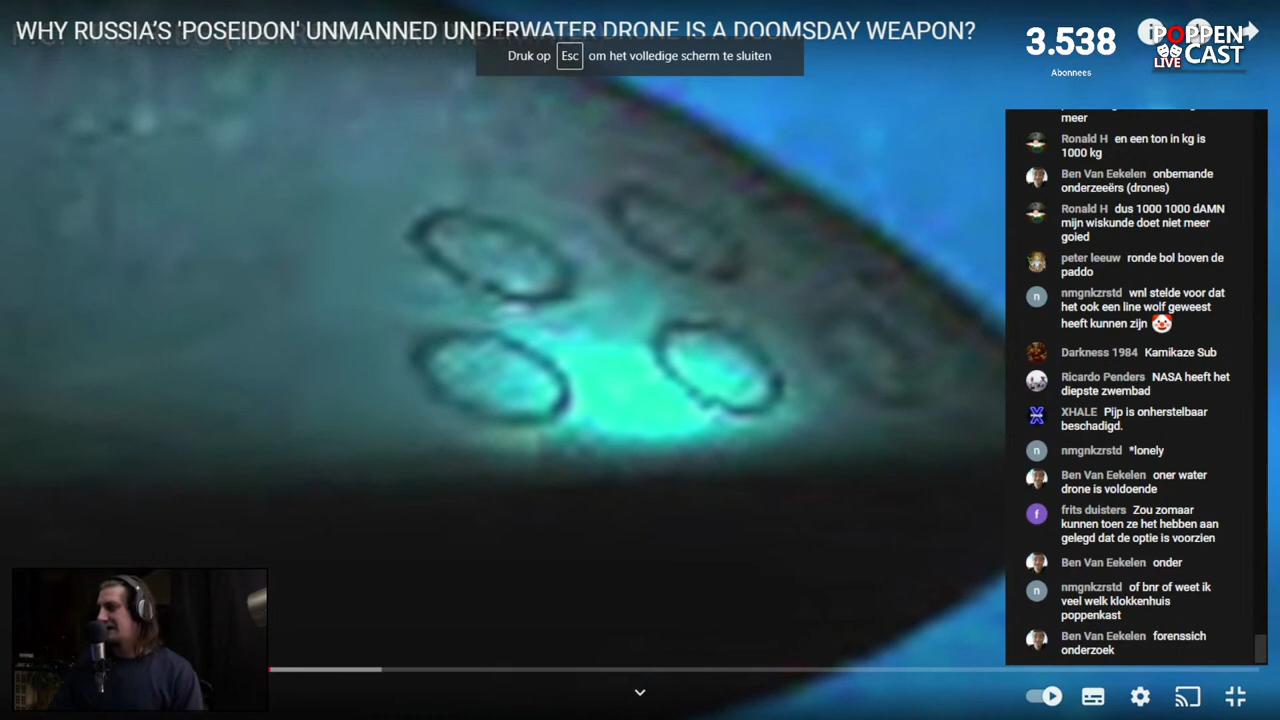 WHY RUSSIA'S 'POSEIDON' UNMANNED UNDERWATER DRONE IS A DOOMSDAY WEAPON?
Druk op Esc om het volledige scherm te sluiten
3.538
Abonnees
POPPEN
LIVE CAST
meer
Ronald H en een ton in kg is
1000 kg
Ben Van Eekelen onbemande
onderzeeërs (drones)
Ronald H dus 1000 1000 dAMN
mijn wiskunde doet niet meer
goied
peter leeuw ronde bol boven de
paddo
n
nmgnkzrstd wnl stelde voor dat
het ook een line wolf geweest
heeft kunnen zijn
Darkness 1984 Kamikaze Sub
Ricardo Penders NASA heeft het
diepste zwembad
XHALE Pijp is onherstelbaar
beschadigd.
n
nmgnkzrstd *lonely
Ben Van Eekelen oner water
drone is voldoende
f
frits duisters Zou zomaar
kunnen toen ze het hebben aan
gelegd dat de optie is voorzien
Ben Van Eekelen onder
n
nmgnkzrstd of bnr of weet ik
veel welk klokkenhuis
poppenkast
Ben Van Eekelen forenssich
onderzoek